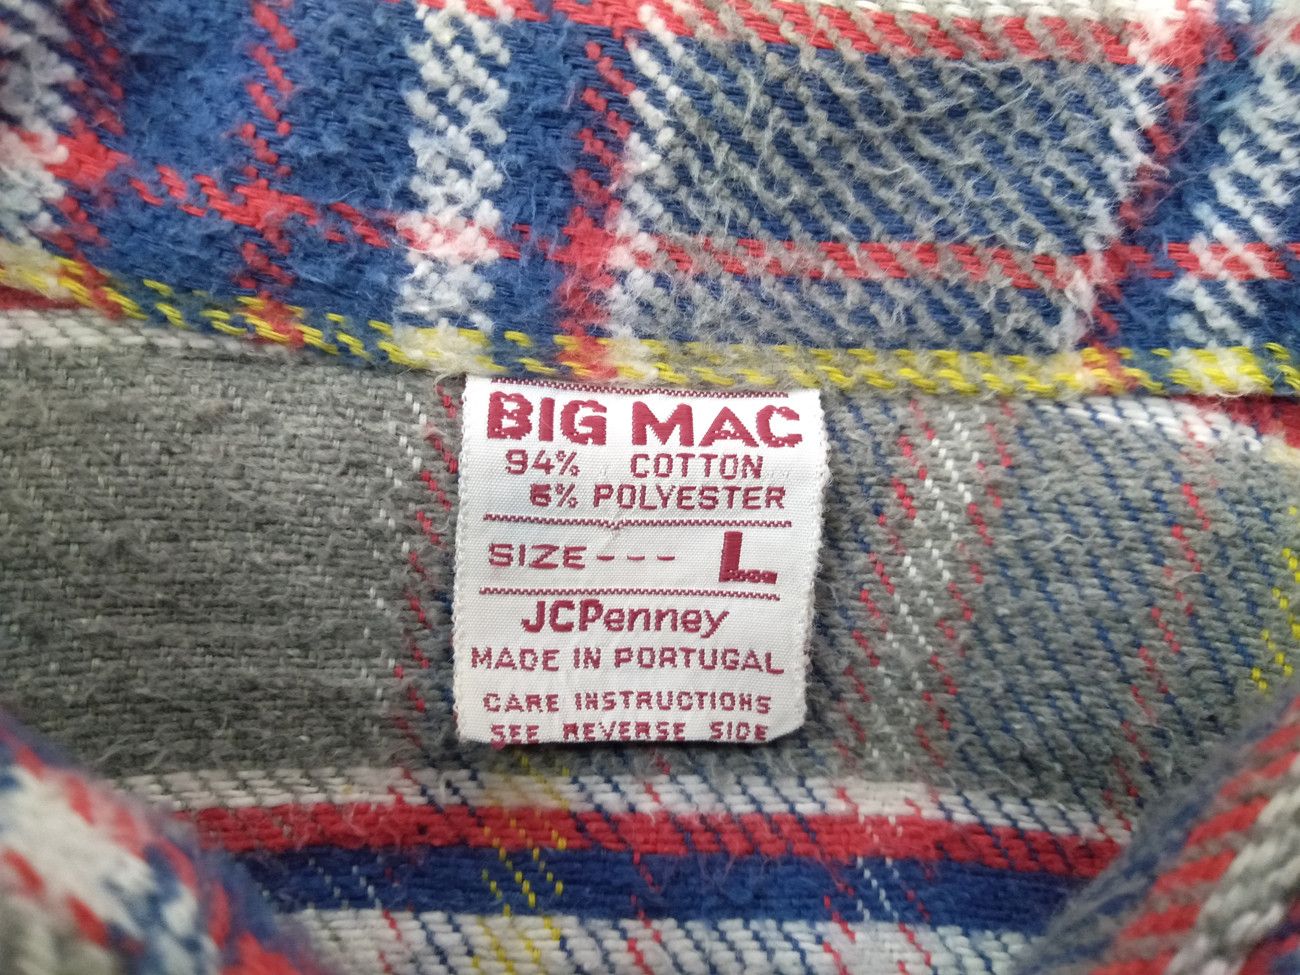 BIG MAC
94% COTTON
6% POLYESTER
SIZE--- L
JCPenney
MADE IN PORTUGAL
CARE INSTRUCTIONS
SEE REVERSE SIDE